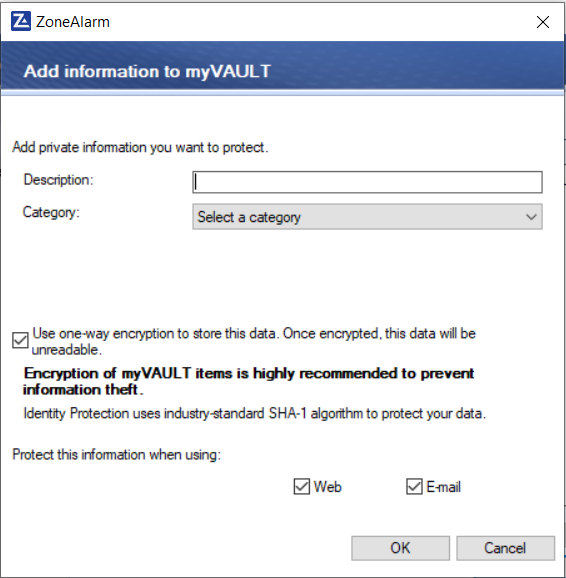 ZoneAlarm
Add information to myVAULT
Add private information you want to protect.
Description:
Category:
Select a category
Use one-way encryption to store this data. Once encrypted, this data will be
unreadable.
Encryption of myVAULT items is highly recommended to prevent
information theft.
Identity Protection uses industry-standard SHA-1 algorithm to protect your data.
Protect this information when using:
Web
E-mail
OK
Cancel